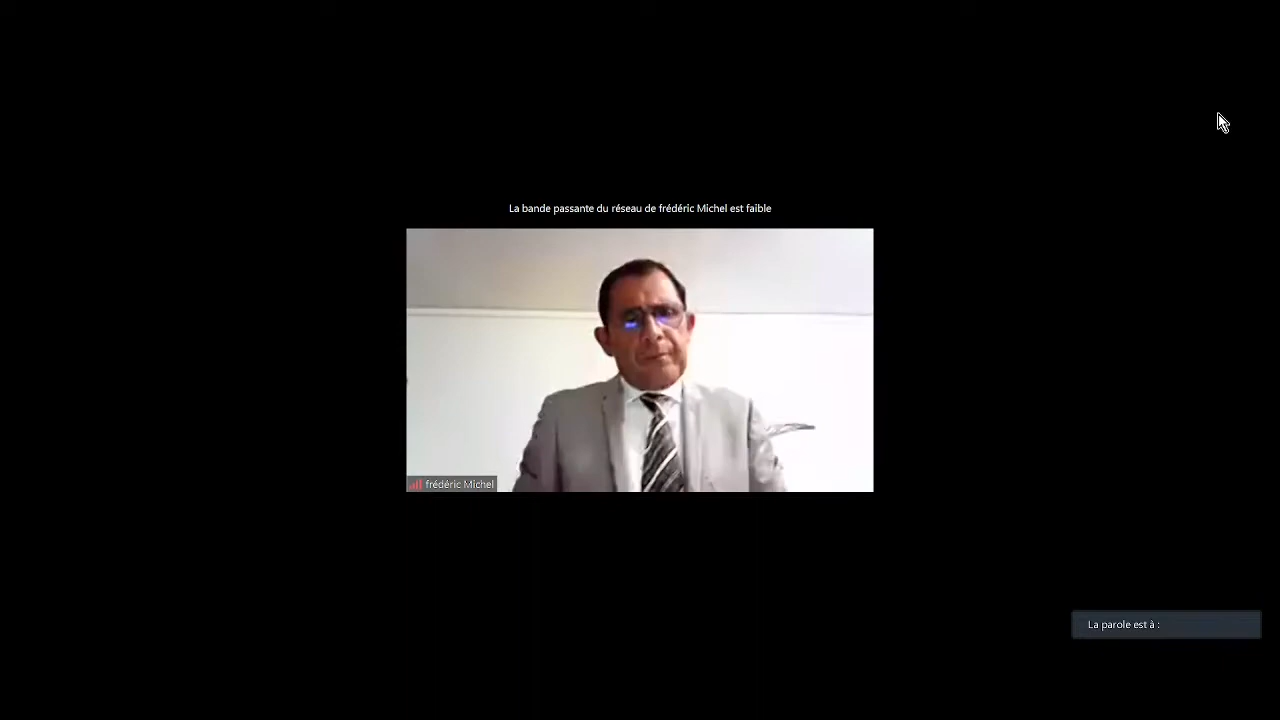 La bande passante du réseau de frédéric Michel est faible
frédéric Michel
La parole est à :